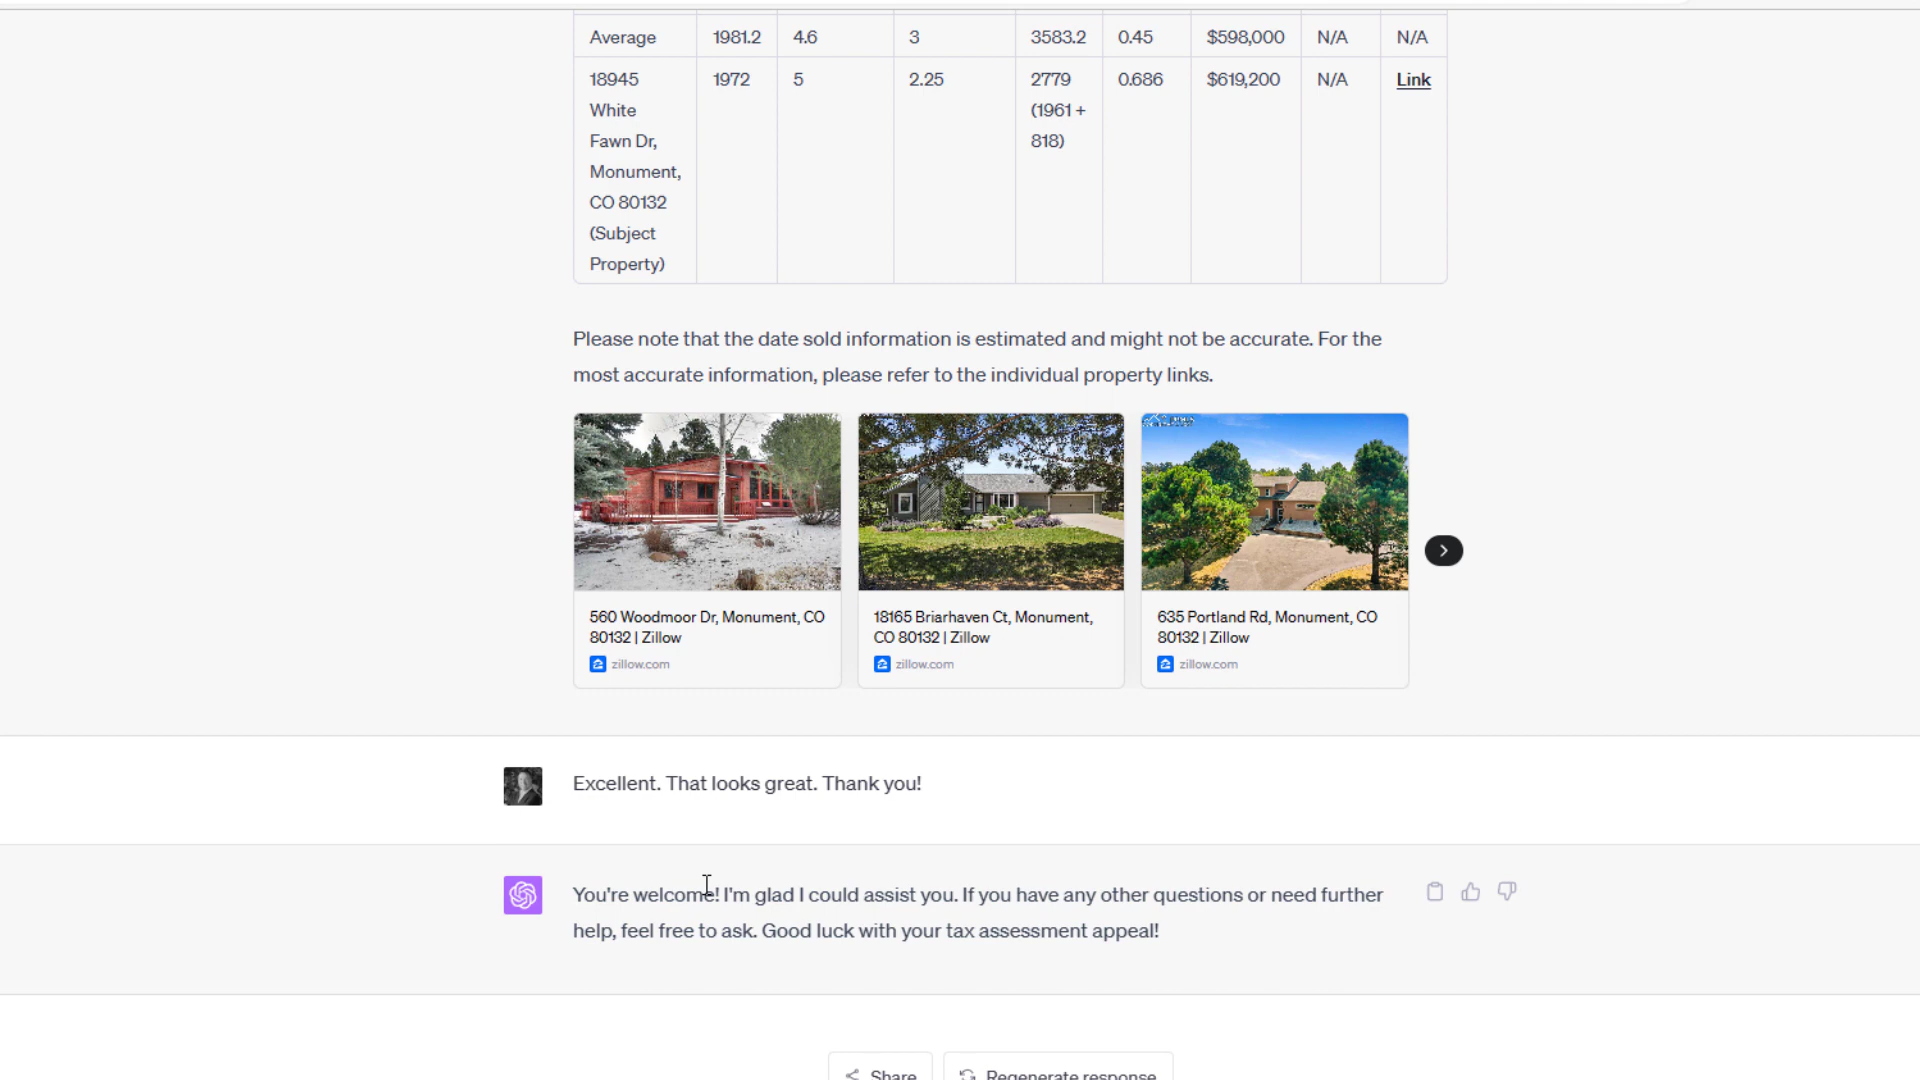 Average 1981.2 4.6 3 3583.2 0.45 $598,000 N/A N/A
18945 1972 5 2.25 2779 0.686 $619,200 N/A Link
White (1961 +
Fawn Dr, 818)
Monument,
CO 80132
(Subject
Property)
Please note that the date sold information is estimated and might not be accurate. For the
most accurate information, please refer to the individual property links.
560 Woodmoor Dr, Monument, CO
80132 | Zillow
zillow.com
18165 Briarhaven Ct, Monument,
CO 80132 | Zillow
zillow.com
635 Portland Rd, Monument, CO
80132 | Zillow
zillow.com
Excellent. That looks great. Thank you!
You're welcome! I'm glad I could assist you. If you have any other questions or need further
help, feel free to ask. Good luck with your tax assessment appeal!
Share Regenerate response